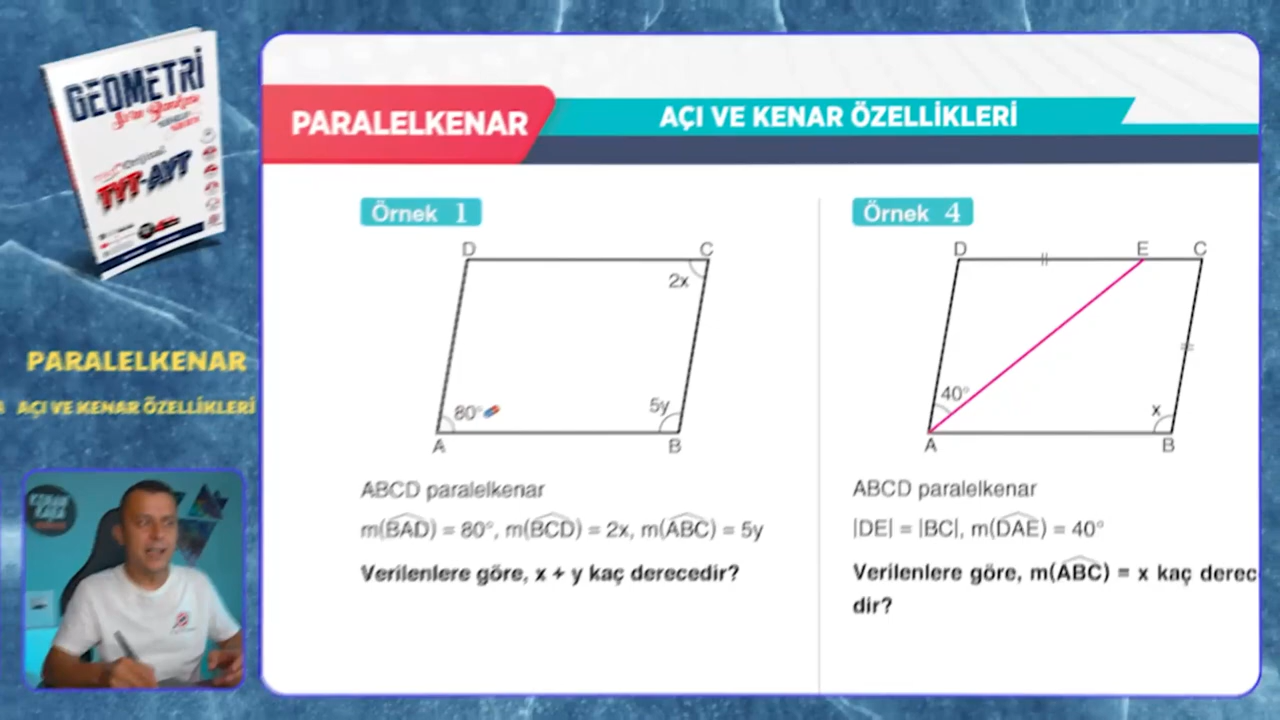 GEOMETRİ
TYT-AYT
PARALELKENAR
AÇI VE KENAR ÖZELLİKLERİ
PARALELKENAR
AÇI VE KENAR ÖZELLİKLERİ
Örnek 1
D
C
2x
80°
5y
A
B
ABCD paralelkenar
m(BAD) = 80°, m(BCD) = 2x, m(ABC) = 5y
Verilenlere göre, x + y kaç derecedir?
Örnek 4
D
E
C
40°
x
A
B
ABCD paralelkenar
|DE| = |BC|, m(DAE) = 40°
Verilenlere göre, m(ABC) = x kaç derec
dir?